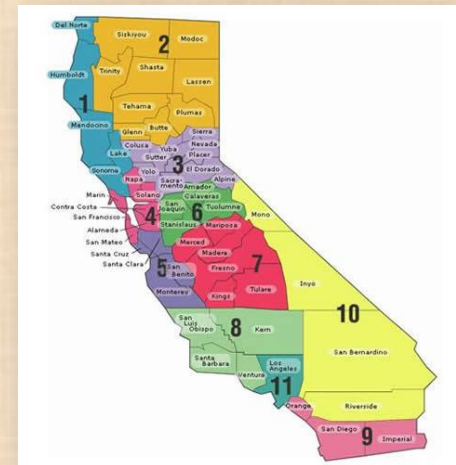 Del Norte
Siskiyou
Modoc
2
Humboldt
Trinity
Shasta
Lassen
1
Tehama
Plumas
Mendocino
Glenn
Butte
Sierra
Colusa
Yuba
Nevada
Lake
Sutter
3
Placer
Sonoma
Yolo
El Dorado
Napa
Sacra-
mento
Alpine
Marin
Solano
Amador
Contra Costa
Calaveras
San Francisco
4
San
Joaquin
6
Tuolumne
Mono
Alameda
Stanislaus
San Mateo
Mariposa
Santa Cruz
Merced
Santa Clara
5
Madera
7
San
Benito
Fresno
Inyo
Monterey
Kings
Tulare
10
San
Luis
Obispo
8
Kern
San Bernardino
Santa
Barbara
Ventura
Los
Angeles
11
Orange
Riverside
San Diego
9
Imperial